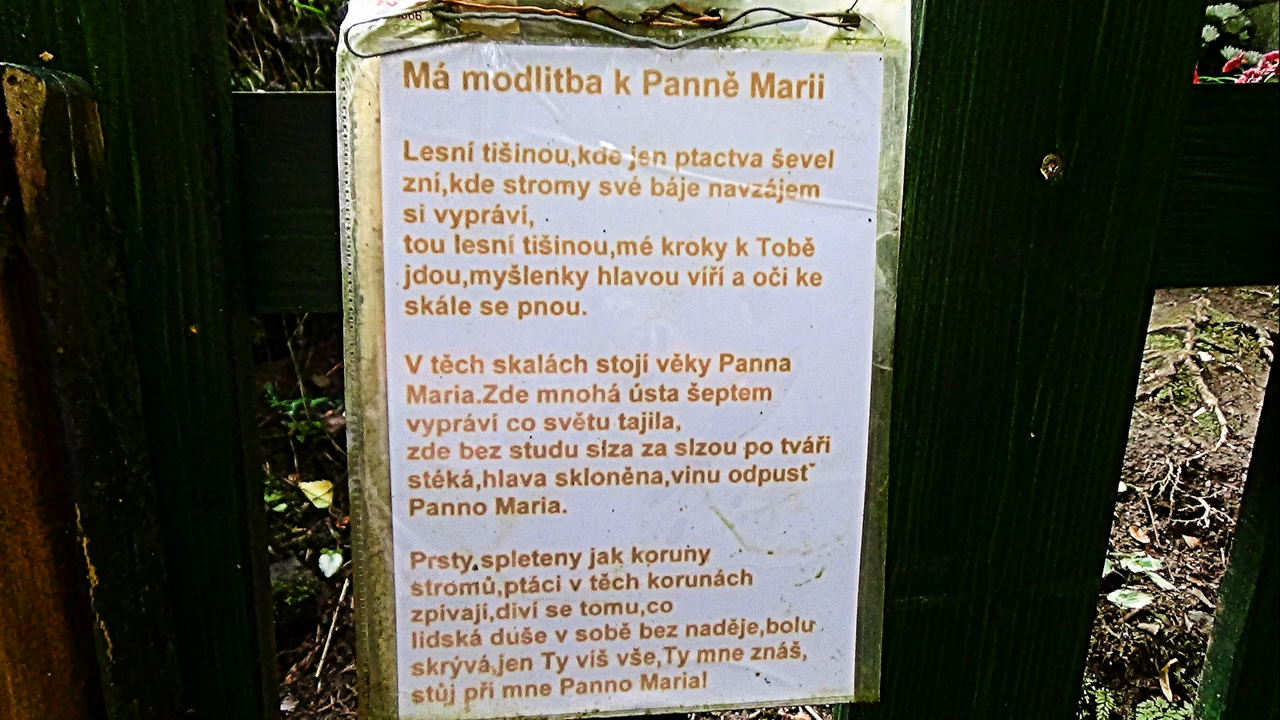 Má modlitba k Panně Marii
Lesní tišinou,kde jen ptactva ševel
zní,kde stromy své báje navzájem
si vypráví,
tou lesní tišinou,mé kroky k Tobě
jdou,myšlenky hlavou víří a oči ke
skále se pnou.
V těch skalách stojí věky Panna
Maria.Zde mnohá ústa šeptem
vypráví co světu tajila,
zde bez studu slza za slzou po tváři
stéká,hlava skloněna,vinu odpusť
Panno Maria.
Prsty spleteny jak koruny
stromů,ptáci v těch korunách
zpívají,diví se tomu,co
lidská duše v sobě bez naděje,bolu
skrývá,jen Ty víš vše,Ty mne znáš,
stůj při mne Panno Maria!